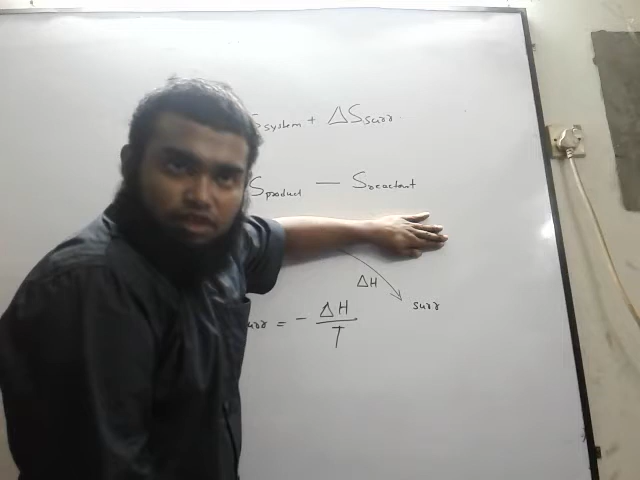 Ssystem + ΔSsurr
Sproduct — Sreactant
ΔH
surr
surr = - ΔH/T